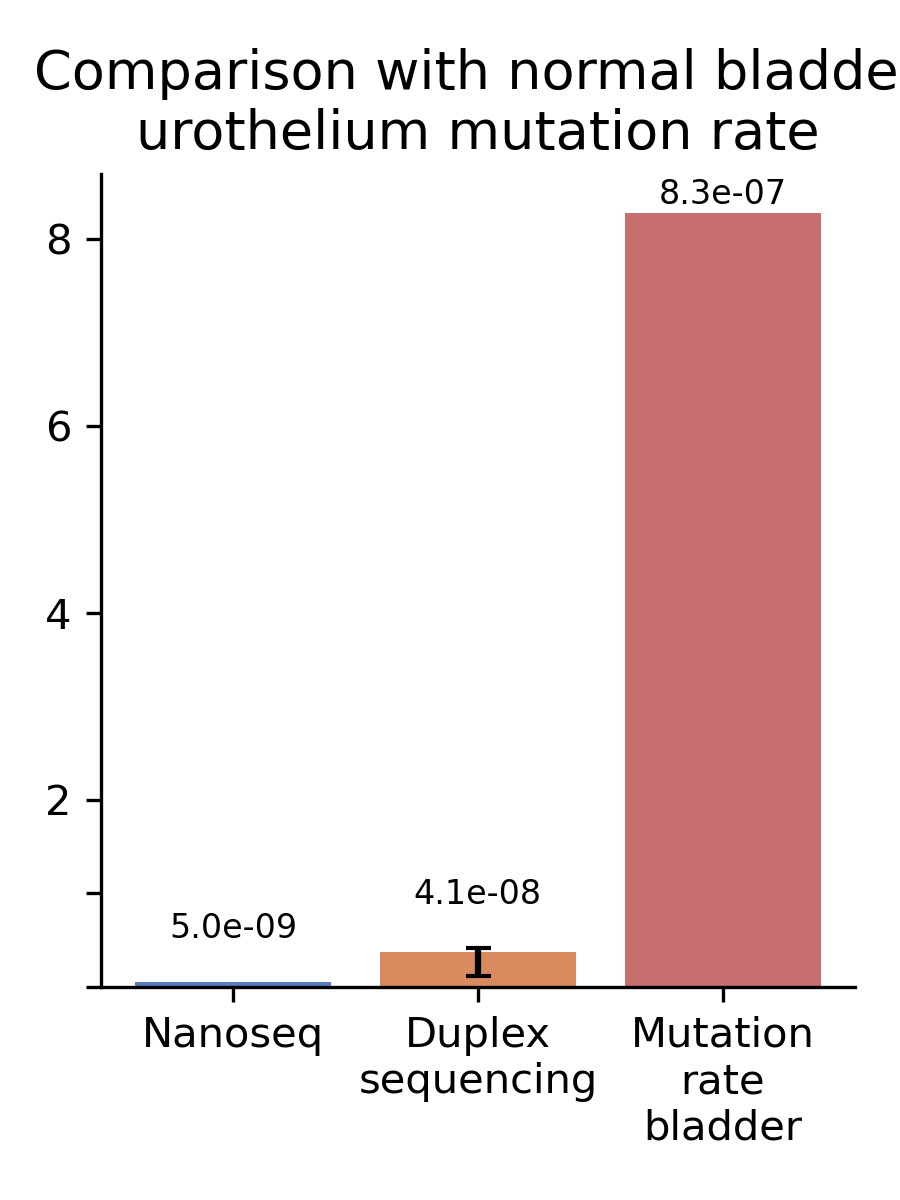 Comparison with normal bladde
urothelium mutation rate
8.3e-07
8
6
4
2
4.1e-08
5.0e-09
Nanoseq
Duplex
sequencing
Mutation
rate
bladder